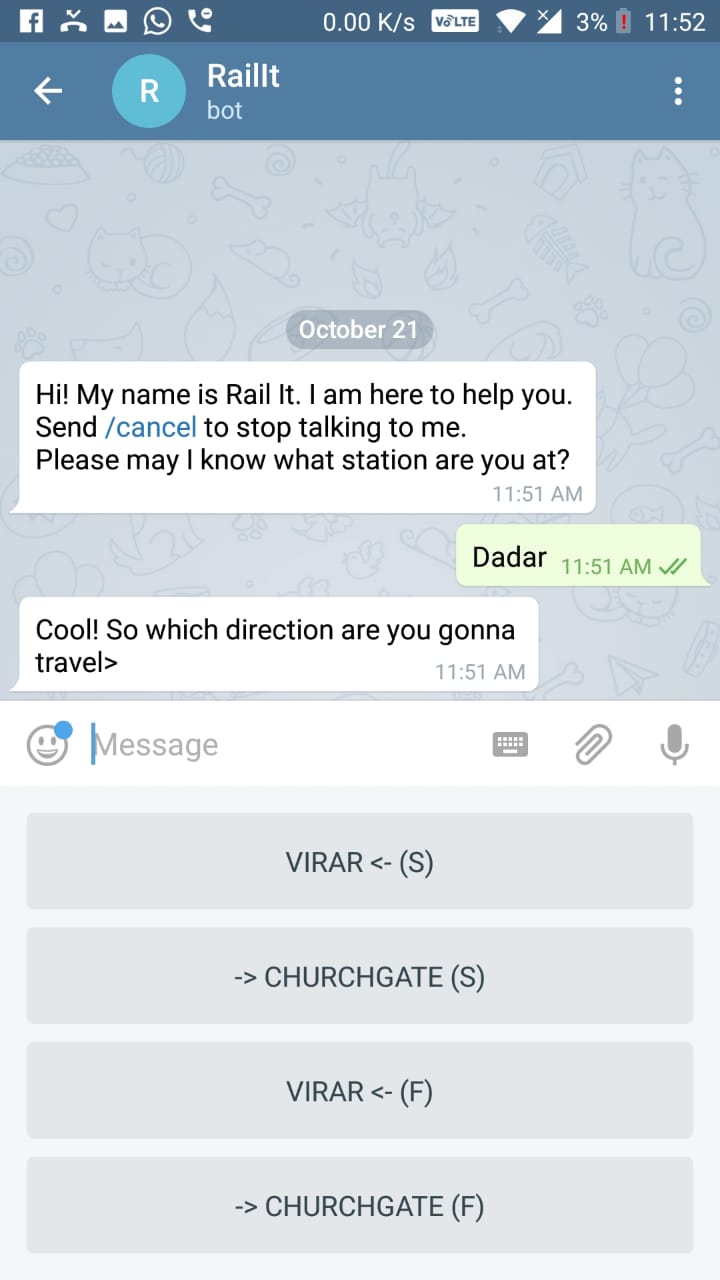 0.00 K/s VoLTE 3% 11:52
R
RailIt
bot
October 21
Hi! My name is Rail It. I am here to help you.
Send /cancel to stop talking to me.
Please may I know what station are you at?
11:51 AM
Dadar 11:51 AM
Cool! So which direction are you gonna
travel>
11:51 AM
Message
VIRAR <- (S)
-> CHURCHGATE (S)
VIRAR <- (F)
-> CHURCHGATE (F)